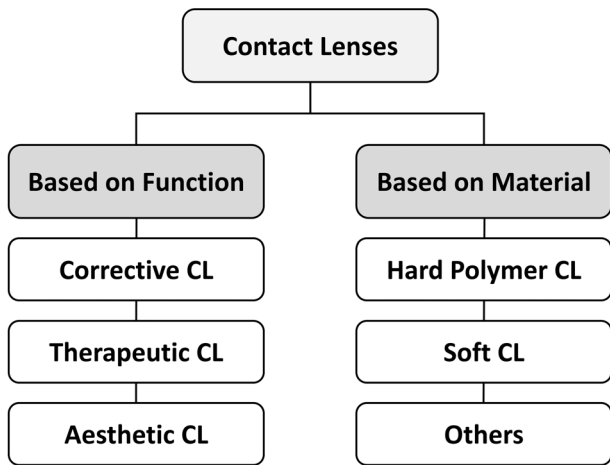 Contact Lenses
Based on Function
Based on Material
Corrective CL
Hard Polymer CL
Therapeutic CL
Soft CL
Aesthetic CL
Others